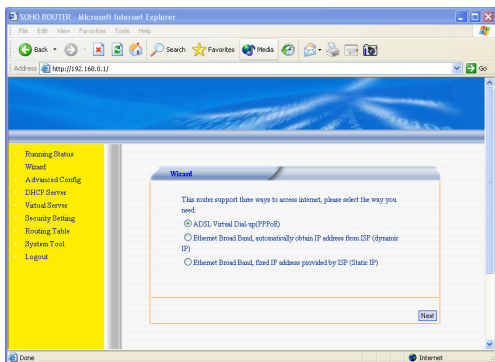 SOHO ROUTER - Microsoft Internet Explorer
File Edit View Favorites Tools Help
Back Search Favorites Media
Address http://192.168.0.1/ Go
Running Status
Wizard
Advanced Config
DHCP Server
Virtual Server
Security Setting
Routing Table
System Tool
Logout
Wizard
This router support three ways to access internet, please select the way you
need.
ADSL Virtual Dial-up(PPPoE)
Ethernet Broad Band, automatically obtain IP address from ISP (dynamic
IP)
Ethernet Broad Band, fixed IP address provided by ISP (Static IP)
Next
Done Internet